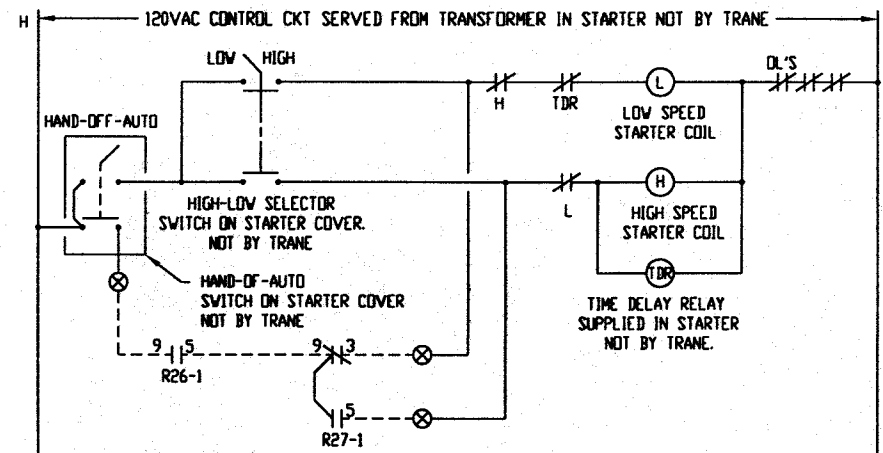 H
120VAC CONTROL CKT SERVED FROM TRANSFORMER IN STARTER NOT BY TRANE
LOW HIGH
OL'S
H
TDR
L
LOW SPEED
STARTER COIL
HAND-OFF-AUTO
HIGH-LOW SELECTOR
SWITCH ON STARTER COVER.
NOT BY TRANE
L
H
HIGH SPEED
STARTER COIL
HAND-OF-AUTO
SWITCH ON STARTER COVER
NOT BY TRANE
TDR
TIME DELAY RELAY
SUPPLIED IN STARTER
NOT BY TRANE.
9 5
R26-1
9 3
5
R27-1